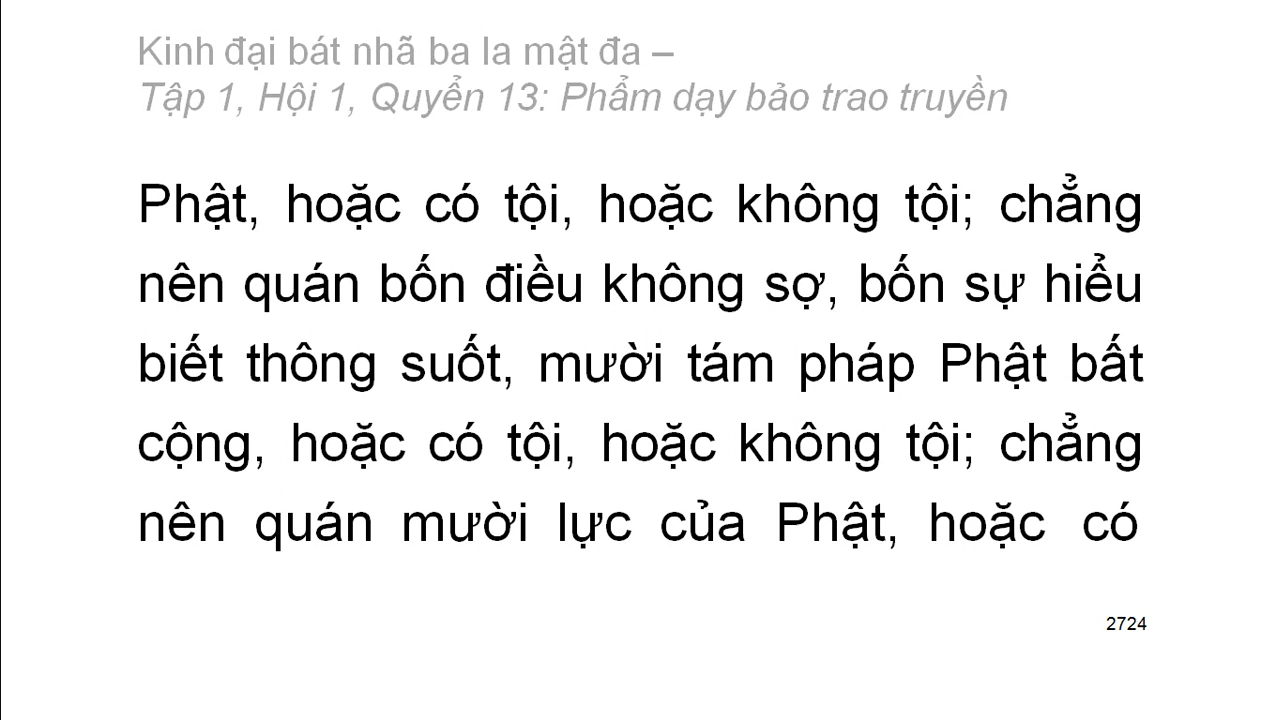 Kinh đại bát nhã ba la mật đa –
Tập 1, Hội 1, Quyển 13: Phẩm dạy bảo trao truyền
Phật, hoặc có tội, hoặc không tội; chẳng
nên quán bốn điều không sợ, bốn sự hiểu
biết thông suốt, mười tám pháp Phật bất
cộng, hoặc có tội, hoặc không tội; chẳng
nên quán mười lực của Phật, hoặc có
2724